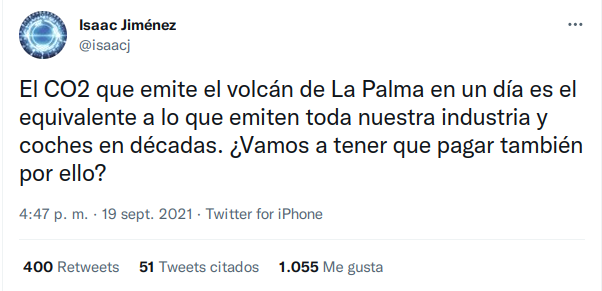 Isaac Jiménez
@isaacj
El CO2 que emite el volcán de La Palma en un día es el
equivalente a lo que emiten toda nuestra industria y
coches en décadas. ¿Vamos a tener que pagar también
por ello?
4:47 p. m. · 19 sept. 2021 · Twitter for iPhone
400 Retweets 51 Tweets citados 1.055 Me gusta